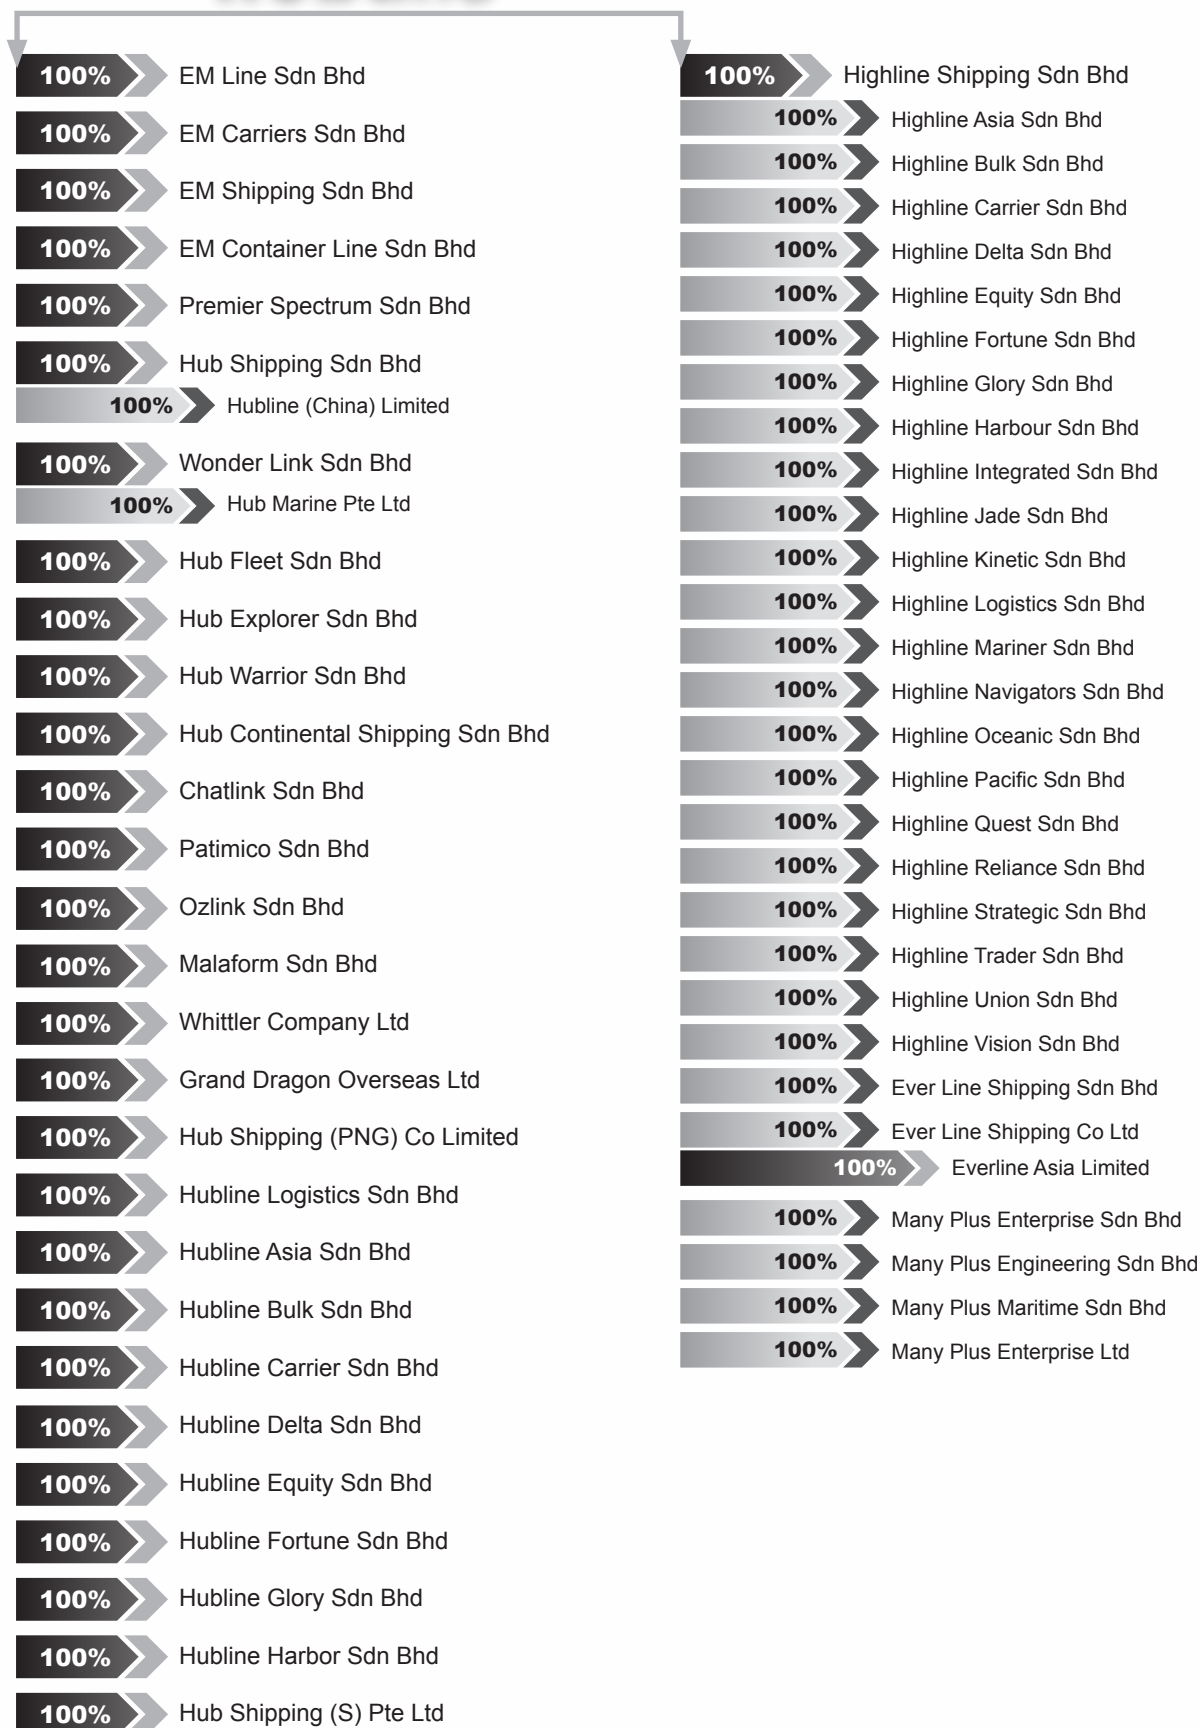 100% EM Line Sdn Bhd
100% EM Carriers Sdn Bhd
100% EM Shipping Sdn Bhd
100% EM Container Line Sdn Bhd
100% Premier Spectrum Sdn Bhd
100% Hub Shipping Sdn Bhd
100% Hubline (China) Limited
100% Wonder Link Sdn Bhd
100% Hub Marine Pte Ltd
100% Hub Fleet Sdn Bhd
100% Hub Explorer Sdn Bhd
100% Hub Warrior Sdn Bhd
100% Hub Continental Shipping Sdn Bhd
100% Chatlink Sdn Bhd
100% Patimico Sdn Bhd
100% Ozlink Sdn Bhd
100% Malaform Sdn Bhd
100% Whittler Company Ltd
100% Grand Dragon Overseas Ltd
100% Hub Shipping (PNG) Co Limited
100% Hubline Logistics Sdn Bhd
100% Hubline Asia Sdn Bhd
100% Hubline Bulk Sdn Bhd
100% Hubline Carrier Sdn Bhd
100% Hubline Delta Sdn Bhd
100% Hubline Equity Sdn Bhd
100% Hubline Fortune Sdn Bhd
100% Hubline Glory Sdn Bhd
100% Hubline Harbor Sdn Bhd
100% Hub Shipping (S) Pte Ltd
100% Highline Shipping Sdn Bhd
100% Highline Asia Sdn Bhd
100% Highline Bulk Sdn Bhd
100% Highline Carrier Sdn Bhd
100% Highline Delta Sdn Bhd
100% Highline Equity Sdn Bhd
100% Highline Fortune Sdn Bhd
100% Highline Glory Sdn Bhd
100% Highline Harbour Sdn Bhd
100% Highline Integrated Sdn Bhd
100% Highline Jade Sdn Bhd
100% Highline Kinetic Sdn Bhd
100% Highline Logistics Sdn Bhd
100% Highline Mariner Sdn Bhd
100% Highline Navigators Sdn Bhd
100% Highline Oceanic Sdn Bhd
100% Highline Pacific Sdn Bhd
100% Highline Quest Sdn Bhd
100% Highline Reliance Sdn Bhd
100% Highline Strategic Sdn Bhd
100% Highline Trader Sdn Bhd
100% Highline Union Sdn Bhd
100% Highline Vision Sdn Bhd
100% Ever Line Shipping Sdn Bhd
100% Ever Line Shipping Co Ltd
100% Everline Asia Limited
100% Many Plus Enterprise Sdn Bhd
100% Many Plus Engineering Sdn Bhd
100% Many Plus Maritime Sdn Bhd
100% Many Plus Enterprise Ltd